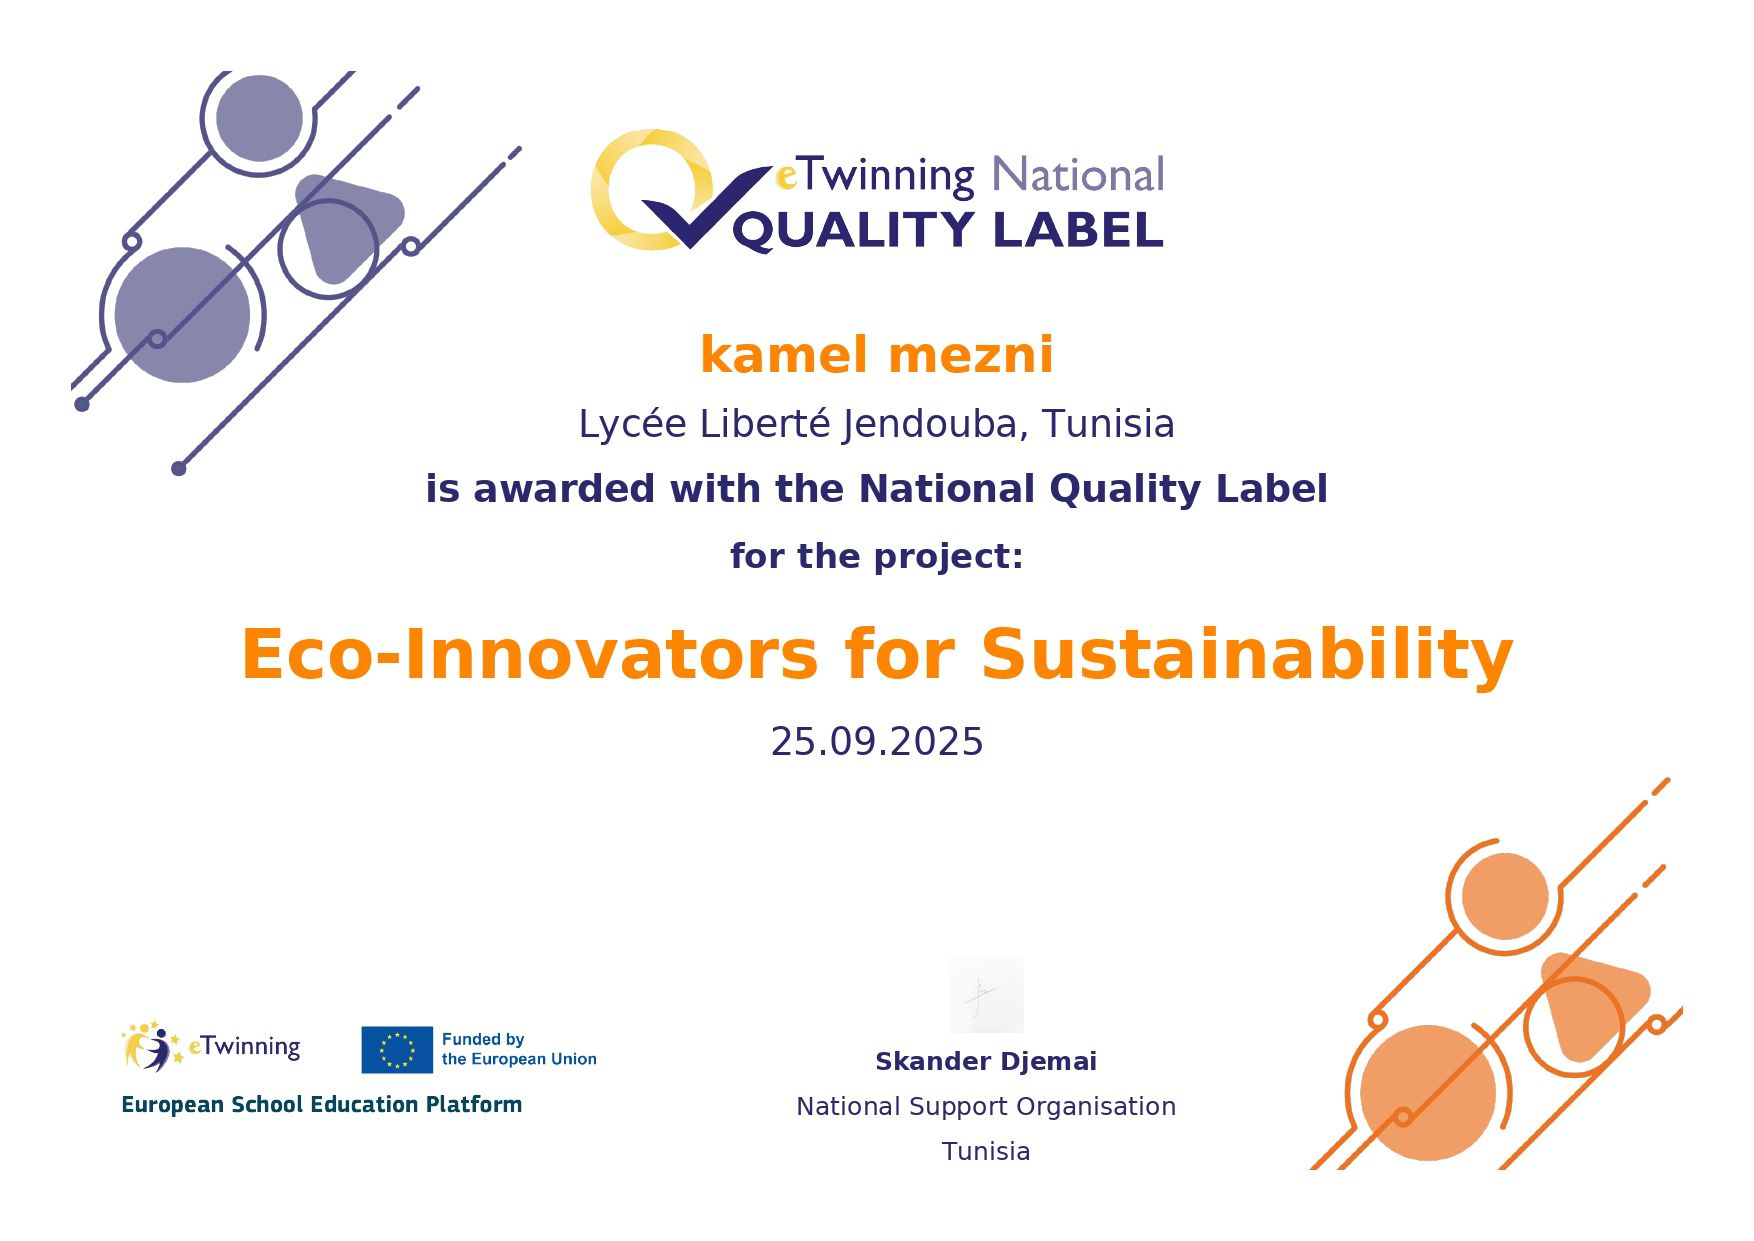 eTwinning National
QUALITY LABEL
kamel mezni
Lycée Liberté Jendouba, Tunisia
is awarded with the National Quality Label
for the project:
Eco-Innovators for Sustainability
25.09.2025
eTwinning
Funded by
the European Union
European School Education Platform
Skander Djemai
National Support Organisation
Tunisia